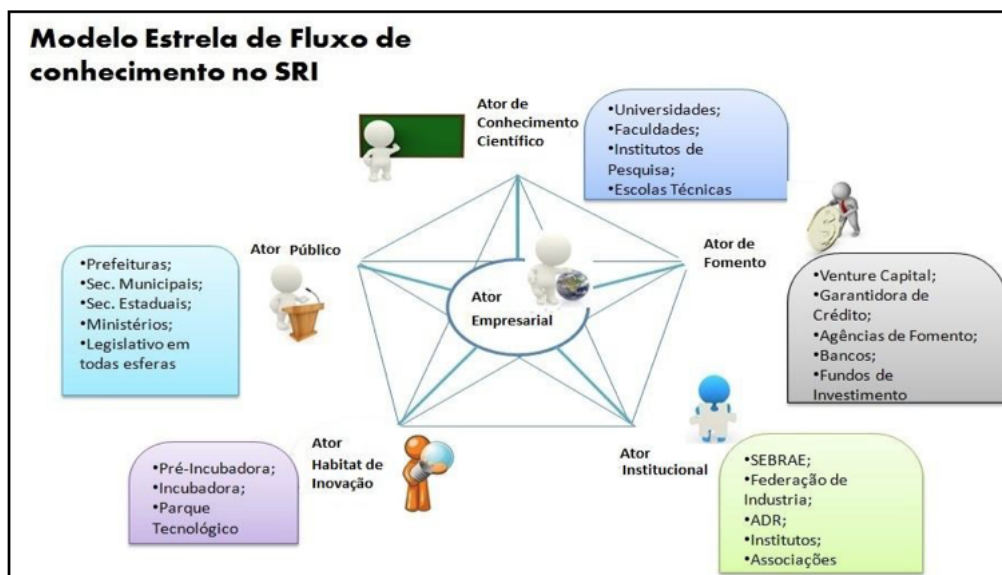 Modelo Estrela de Fluxo de
conhecimento no SRI
Ator de
Conhecimento
Científico
•Universidades;
•Faculdades;
•Institutos de
Pesquisa;
•Escolas Técnicas
Ator Público
•Prefeituras;
•Sec. Municipais;
•Sec. Estaduais;
•Ministérios;
•Legislativo em
todas esferas
Ator de
Fomento
•Venture Capital;
•Garantidora de
Crédito;
•Agências de Fomento;
•Bancos;
•Fundos de
Investimento
Ator
Empresarial
Ator
Habitat de
Inovação
•Pré-Incubadora;
•Incubadora;
•Parque
Tecnológico
Ator
Institucional
•SEBRAE;
•Federação de
Industria;
•ADR;
•Institutos;
•Associações